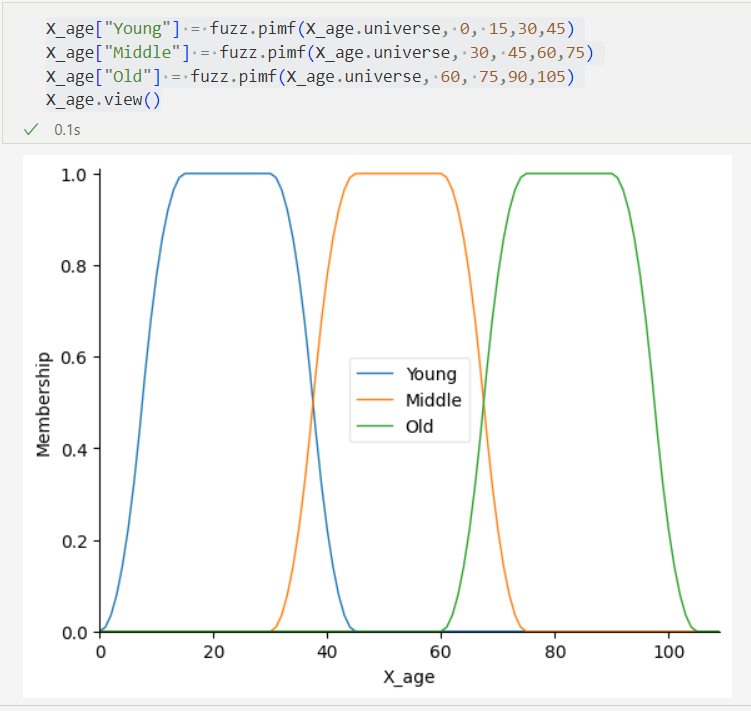 X_age["Young"] = fuzz.pimf(X_age.universe, 0, 15,30,45)
X_age["Middle"] = fuzz.pimf(X_age.universe, 30, 45,60,75)
X_age["Old"] = fuzz.pimf(X_age.universe, 60, 75,90,105)
X_age.view()
✓ 0.1s
1.0
0.8
0.6
0.4
0.2
0.0
Membership
Young
Middle
Old
0 20 40 60 80 100
X_age